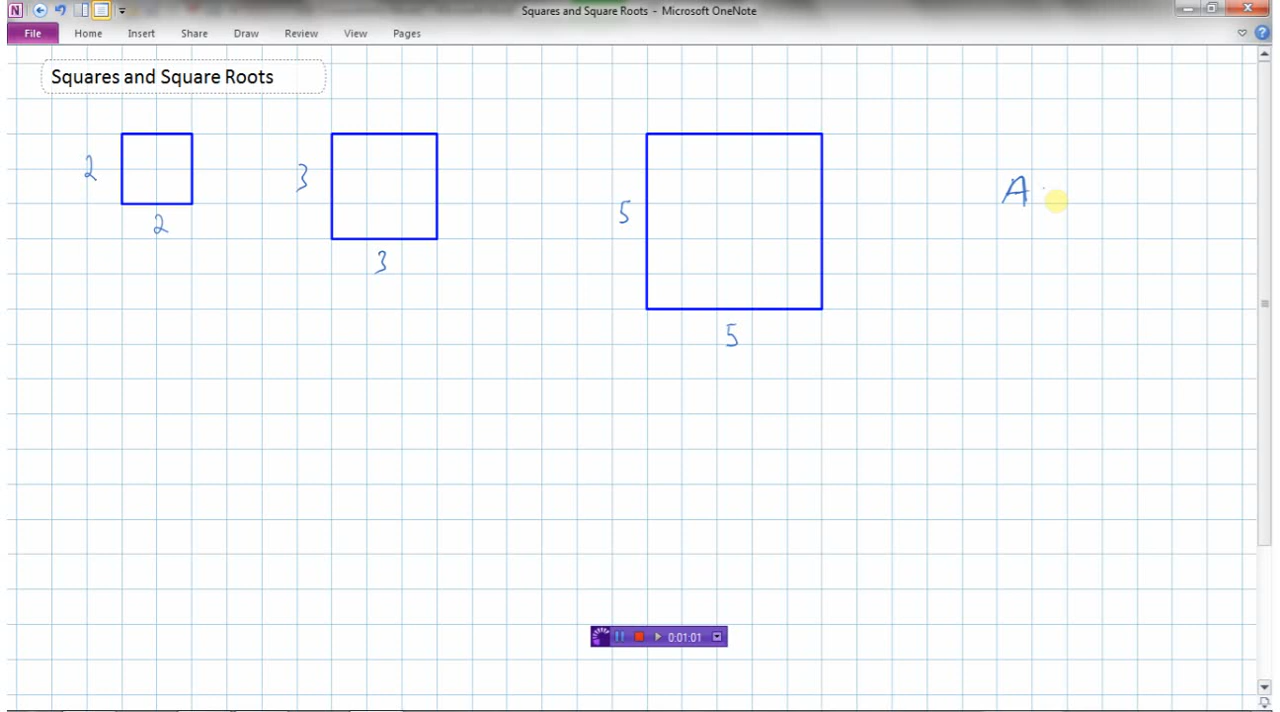 Squares and Square Roots - Microsoft OneNote
File Home Insert Share Draw Review View Pages
Squares and Square Roots
2
2
3
3
5
5
A
0:01:01